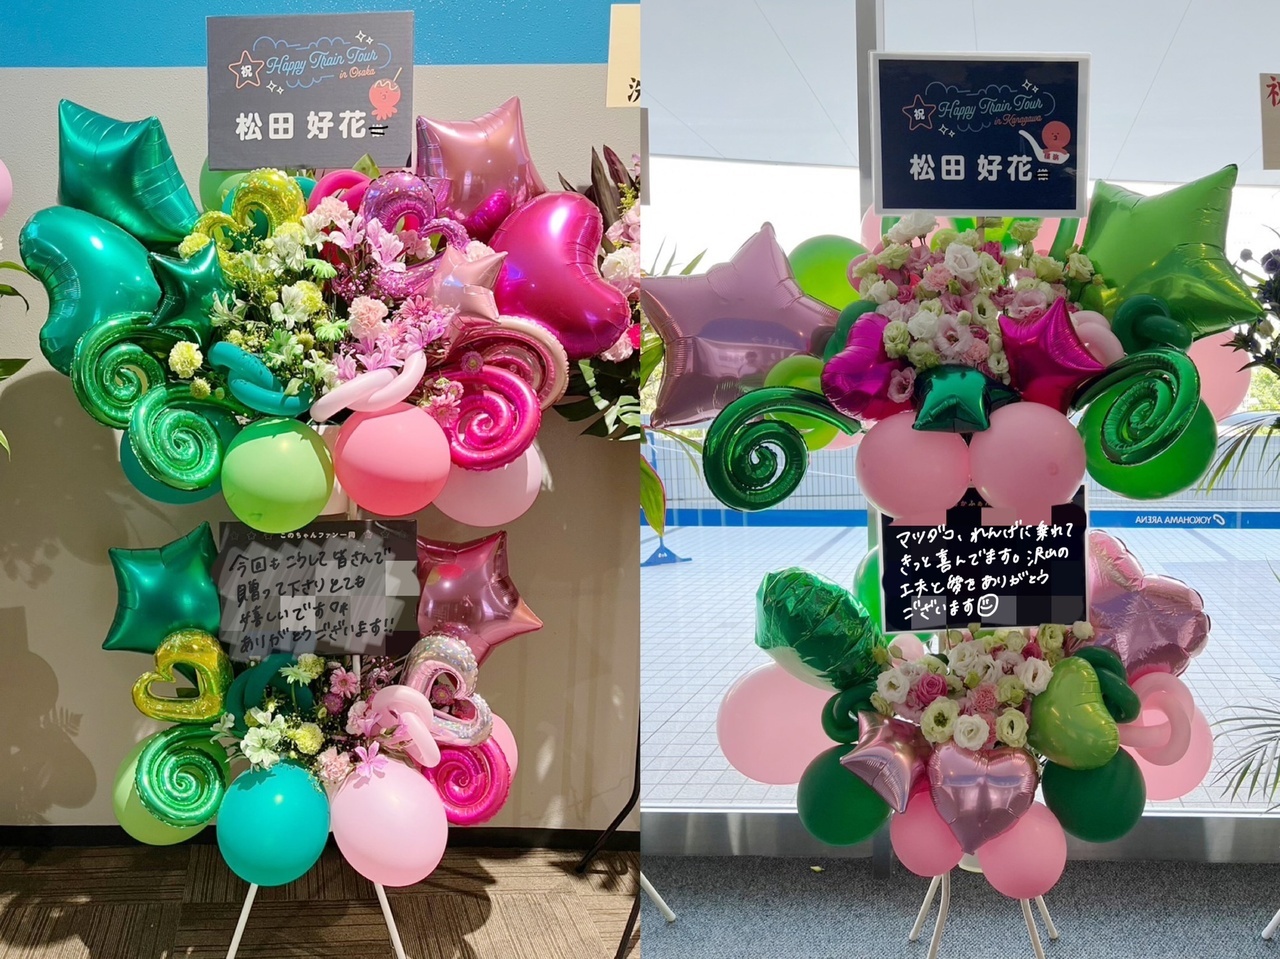 祝
Happy Train Tour
in Osaka
松田 好花
このちゃんファン一同
今回もこうして皆さんで
贈って下さりとても
嬉しいです
ありがとうございます!!
祝
Happy Train Tour
in Kanagawa
松田 好花
マツダコ、れんげに乗れて
きっと喜んでます。沢山の
工夫と努をありがとう
ございます
YOKOHAMA ARENA